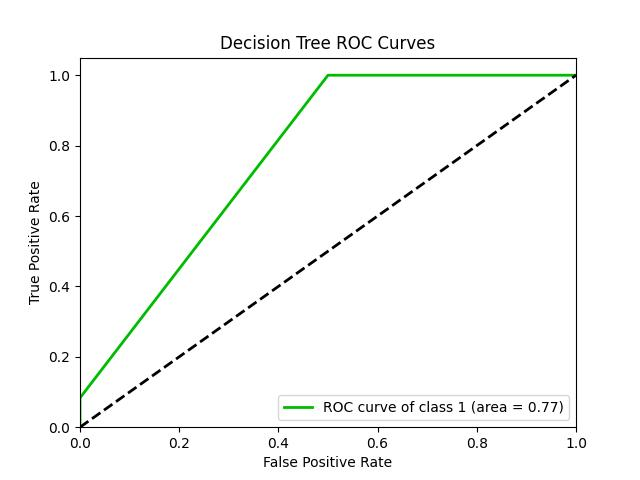 Decision Tree ROC Curves
True Positive Rate
1.0
0.8
0.6
0.4
0.2
0.0
ROC curve of class 1 (area = 0.77)
0.0 0.2 0.4 0.6 0.8 1.0
False Positive Rate